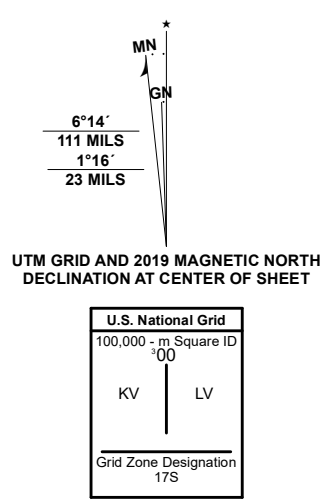 MN
GN
6°14´
111 MILS
1°16´
23 MILS
UTM GRID AND 2019 MAGNETIC NORTH
DECLINATION AT CENTER OF SHEET
U.S. National Grid
100,000 - m Square ID
³00
KV LV
Grid Zone Designation
17S